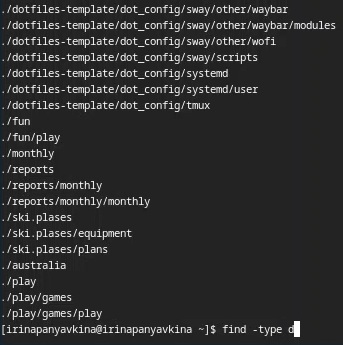 ./dotfiles-template/dot_config/sway/other/waybar
./dotfiles-template/dot_config/sway/other/waybar/modules
./dotfiles-template/dot_config/sway/other/wofi
./dotfiles-template/dot_config/sway/scripts
./dotfiles-template/dot_config/systemd
./dotfiles-template/dot_config/systemd/user
./dotfiles-template/dot_config/tmux
./fun
./fun/play
./monthly
./reports
./reports/monthly
./reports/monthly/monthly
./ski.plases
./ski.plases/equipment
./ski.plases/plans
./australia
./play
./play/games
./play/games/play
[irinapanyavkina@irinapanyavkina ~]$ find -type d